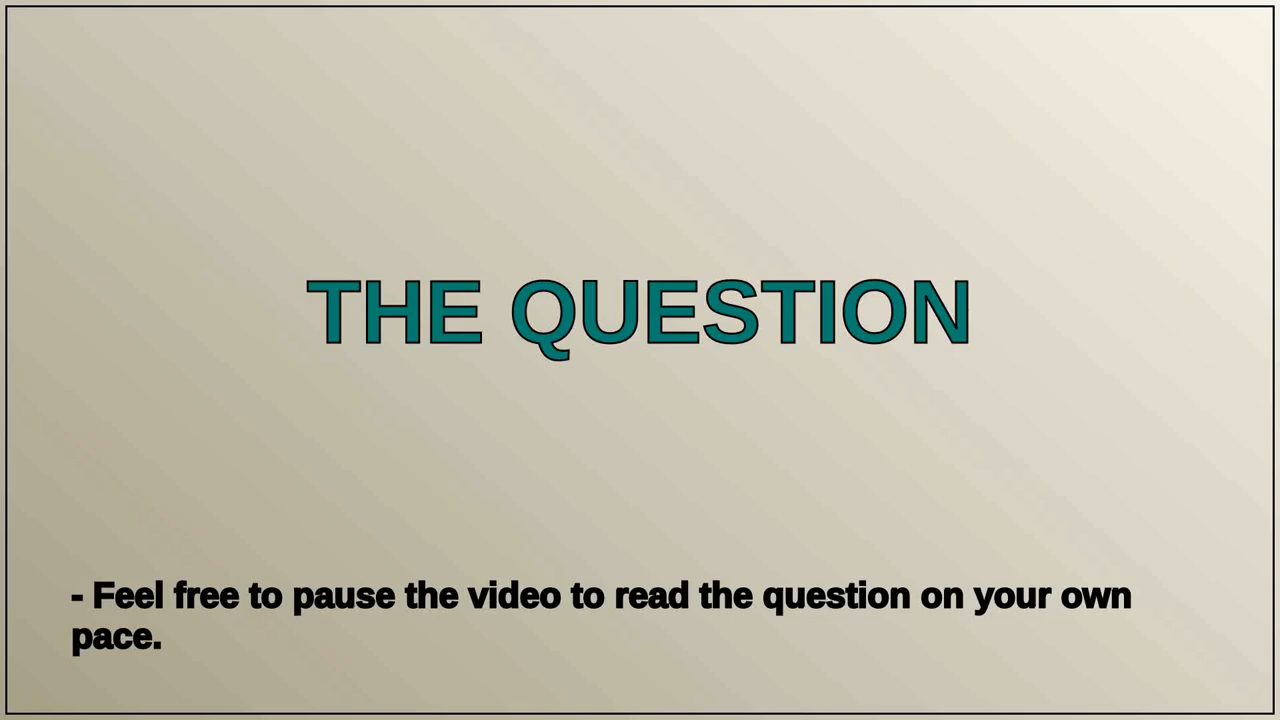 THE QUESTION
- Feel free to pause the video to read the question on your own
pace.